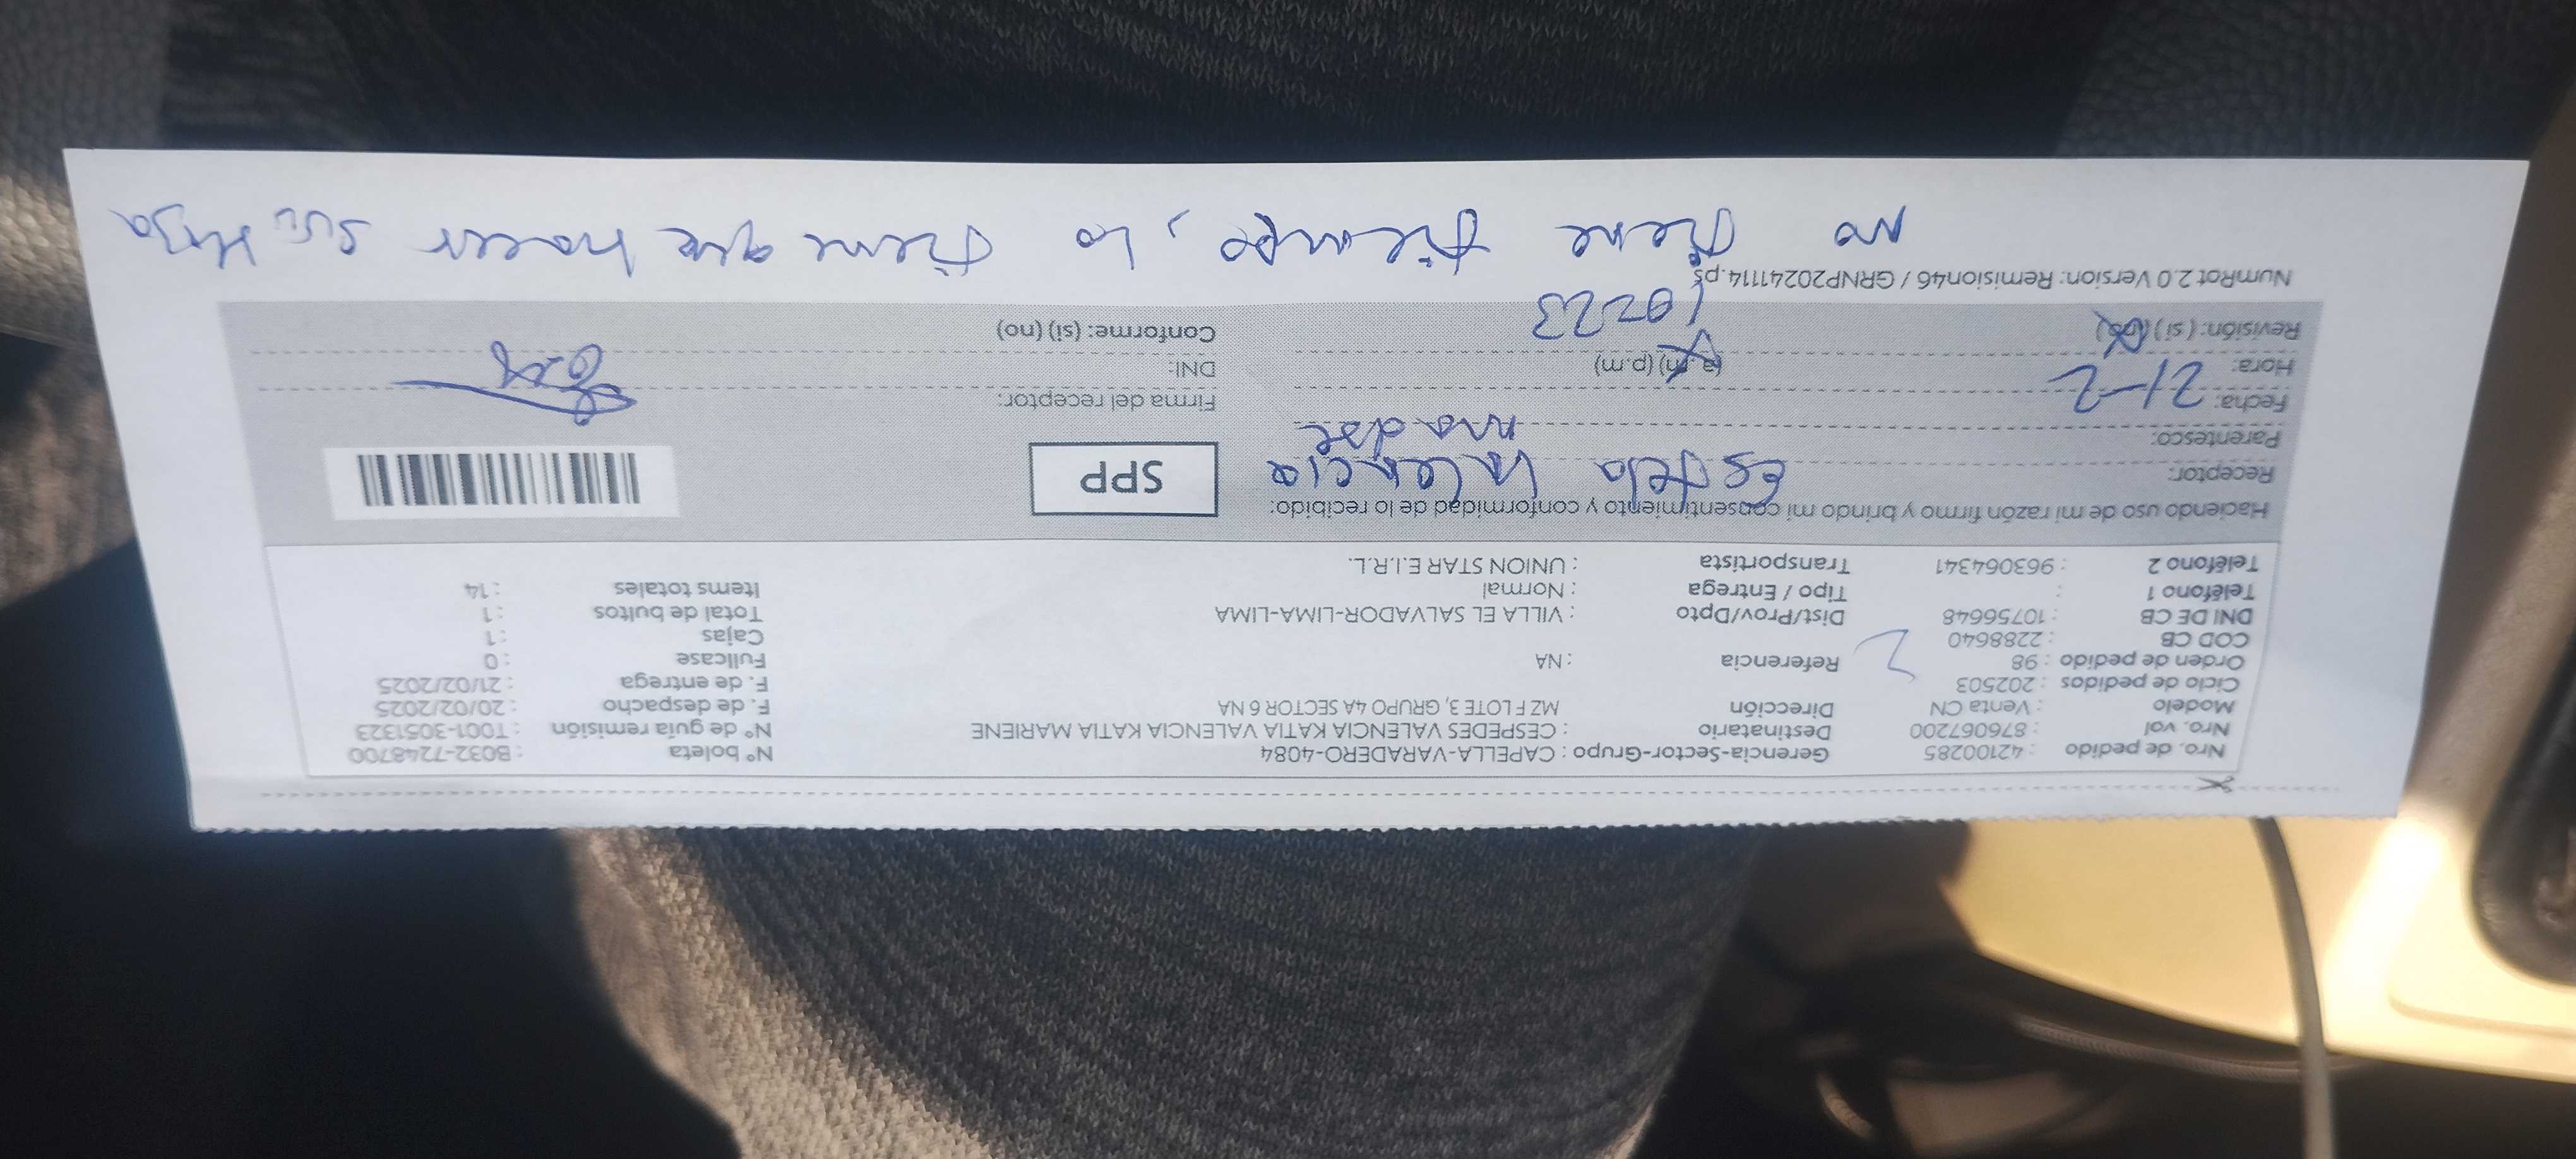 Nro. de pedido : 42100285 Gerencia-Sector-Grupo : CAPELLA-VARADERO-4084 N° boleta : B032-7248700
Nro. val : 876067200 Destinatario : CESPEDES VALENCIA KATIA VALENCIA KATIA MARIENE N° de guía remisión : T001-3051323
Modelo : Venta CN Dirección MZ F LOTE 3, GRUPO 4A SECTOR 6 NA F. de despacho : 20/02/2025
Ciclo de pedidos : 202503 F. de entrega : 21/02/2025
Orden de pedido : 98 Referencia : NA Fullcase : 0
COD CB : 2288640 2 Cajas : 1
DNI DE CB : 10756648 Dist/Prov/Dpto : VILLA EL SALVADOR-LIMA-LIMA Total de bultos : 1
Teléfono 1 : Tipo / Entrega : Normal Items totales : 14
Teléfono 2 : 963064341 Transportista : UNION STAR E.I.R.L.
Haciendo uso de mi razón firmo y brindo mi consentimiento y conformidad de lo recibido:
Receptor: Estela Valencia SPP
Parentesco: madre
Fecha: 21-2 Firma del receptor:
Hora: (a.m) (p.m) DNI:
Revisión: (si) (no) 10=23 Conforme: (si) (no)
NumRot 2.0 Version: Remision46 / GRNP20241114.ps
no tiene tiempo, lo tiene que hacer su Hija